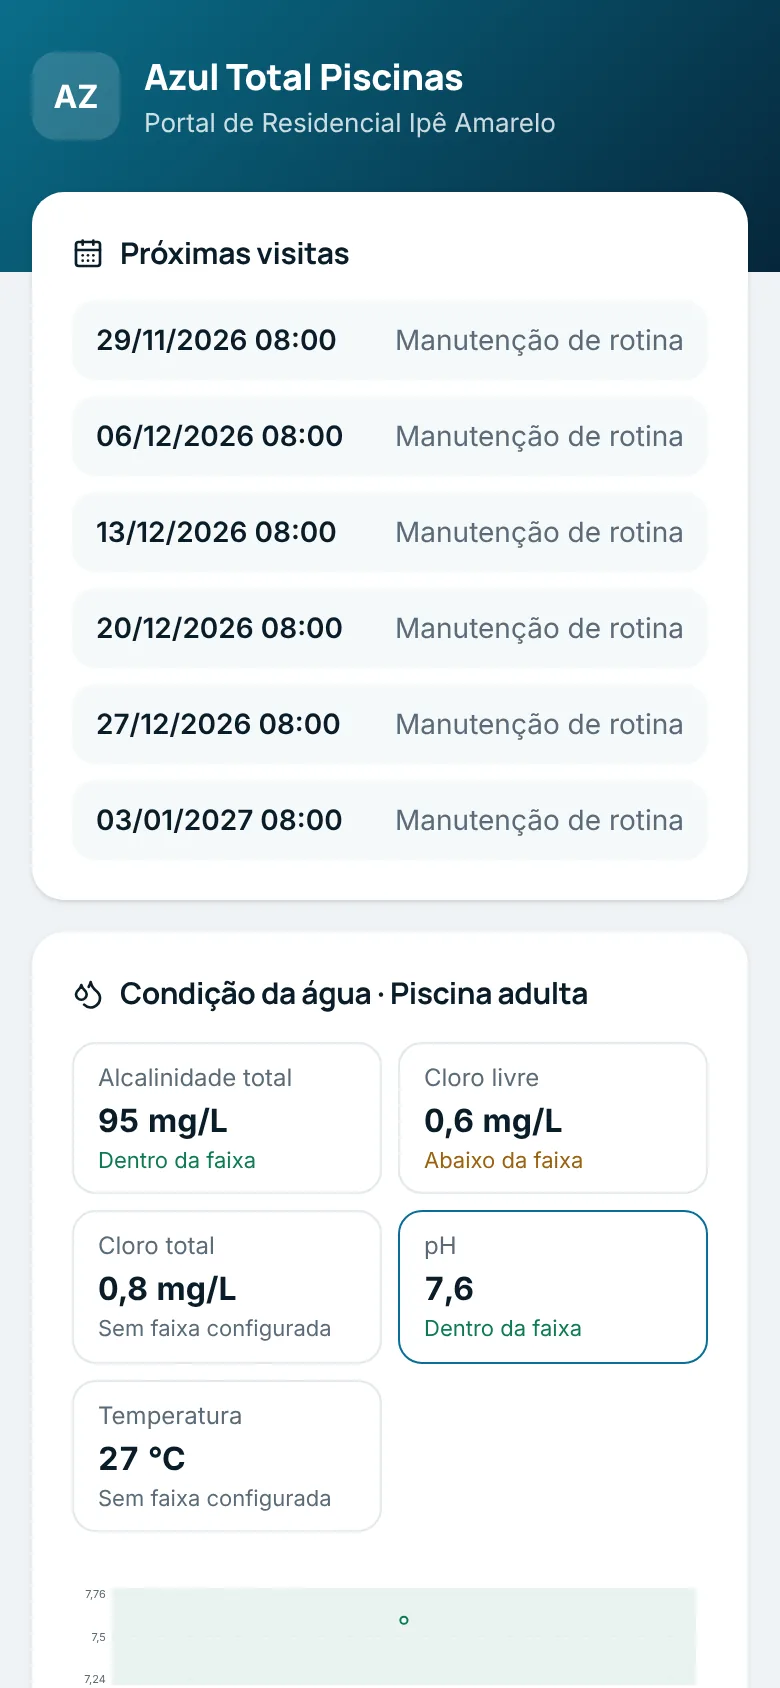 AZ
Azul Total Piscinas
Portal de Residencial Ipê Amarelo
Próximas visitas
29/11/2026 08:00 Manutenção de rotina
06/12/2026 08:00 Manutenção de rotina
13/12/2026 08:00 Manutenção de rotina
20/12/2026 08:00 Manutenção de rotina
27/12/2026 08:00 Manutenção de rotina
03/01/2027 08:00 Manutenção de rotina
Condição da água · Piscina adulta
Alcalinidade total
95 mg/L
Dentro da faixa
Cloro livre
0,6 mg/L
Abaixo da faixa
Cloro total
0,8 mg/L
Sem faixa configurada
pH
7,6
Dentro da faixa
Temperatura
27 °C
Sem faixa configurada
7,76
7,5
7,24